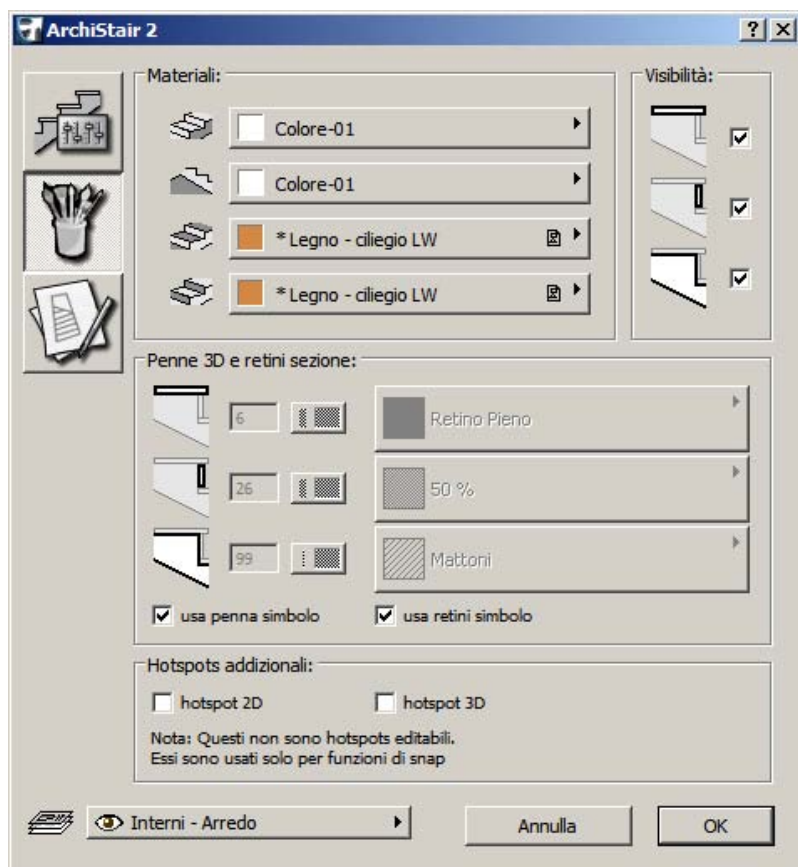 ArchiStair 2
Materiali:
Visibilità:
Colore-01
Colore-01
* Legno - ciliegio LW
* Legno - ciliegio LW
Penne 3D e retini sezione:
6
Retino Pieno
26
50 %
99
Mattoni
usa penna simbolo
usa retini simbolo
Hotspots addizionali:
hotspot 2D
hotspot 3D
Nota: Questi non sono hotspots editabili.
Essi sono usati solo per funzioni di snap
Interni - Arredo
Annulla
OK